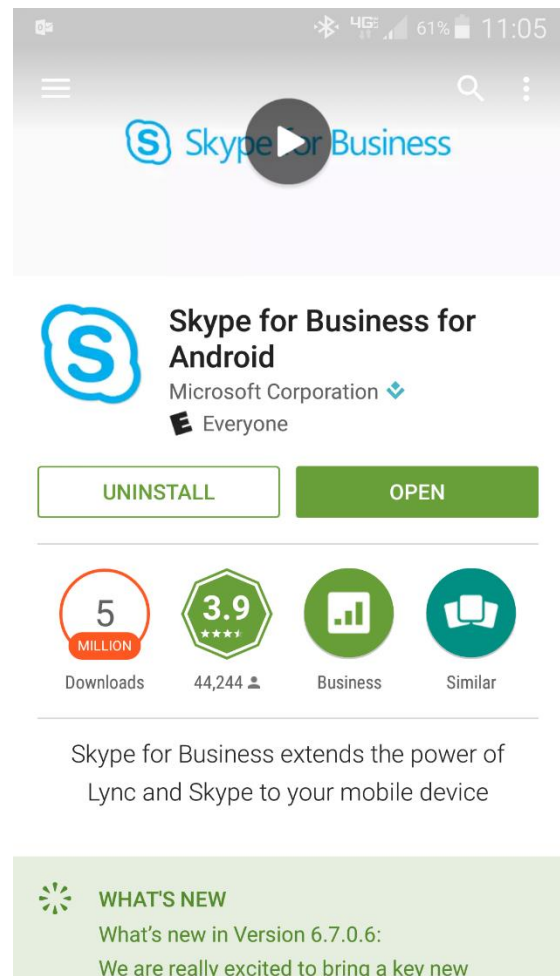 4G 61% 11:05
S Skype for Business
S
Skype for Business for
Android
Microsoft Corporation
E Everyone
UNINSTALL OPEN
5
MILLION
3.9
Downloads 44,244 Business Similar
Skype for Business extends the power of
Lync and Skype to your mobile device
WHAT'S NEW
What's new in Version 6.7.0.6:
We are really excited to bring a key new